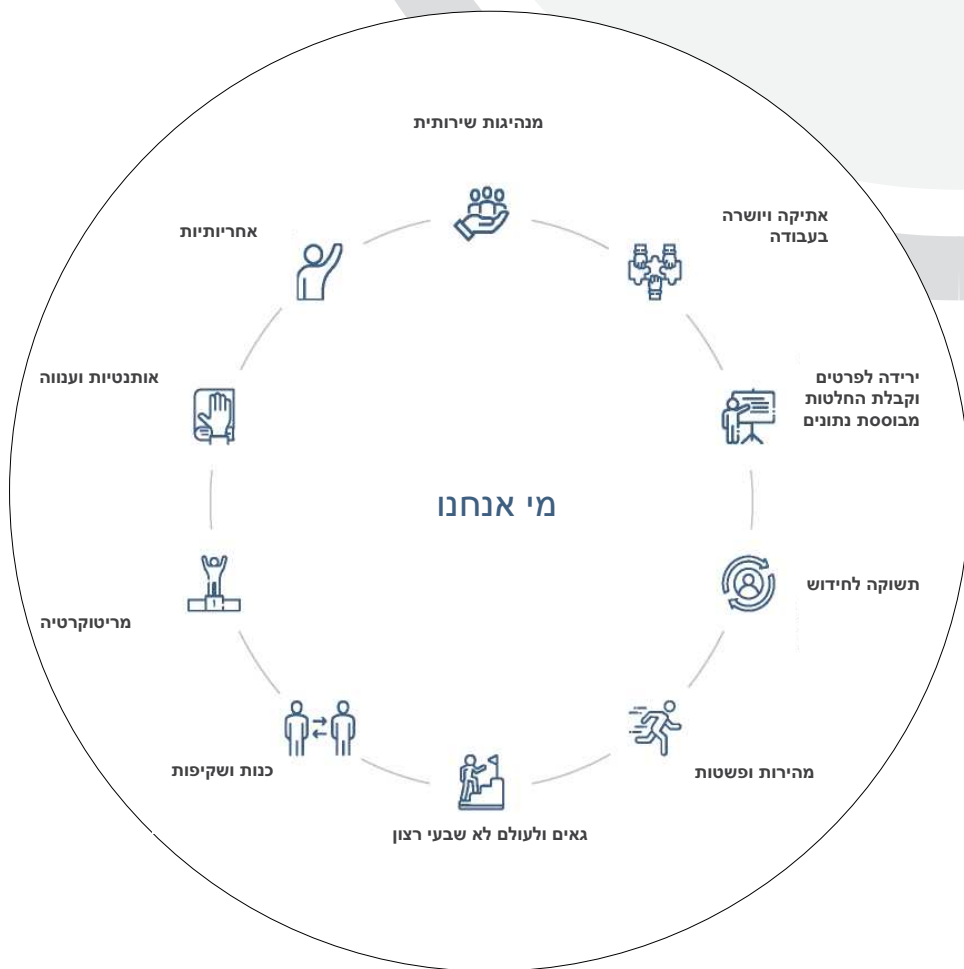 מנהיגות שירותית
אתיקה ויושרה
בעבודה
אחריותיות
ירידה לפרטים
וקבלת החלטות
מבוססת נתונים
אותנטיות וענווה
מי אנחנו
תשוקה לחידוש
מריטוקרטיה
מהירות ופשטות
כנות ושקיפות
גאים ולעולם לא שבעי רצון